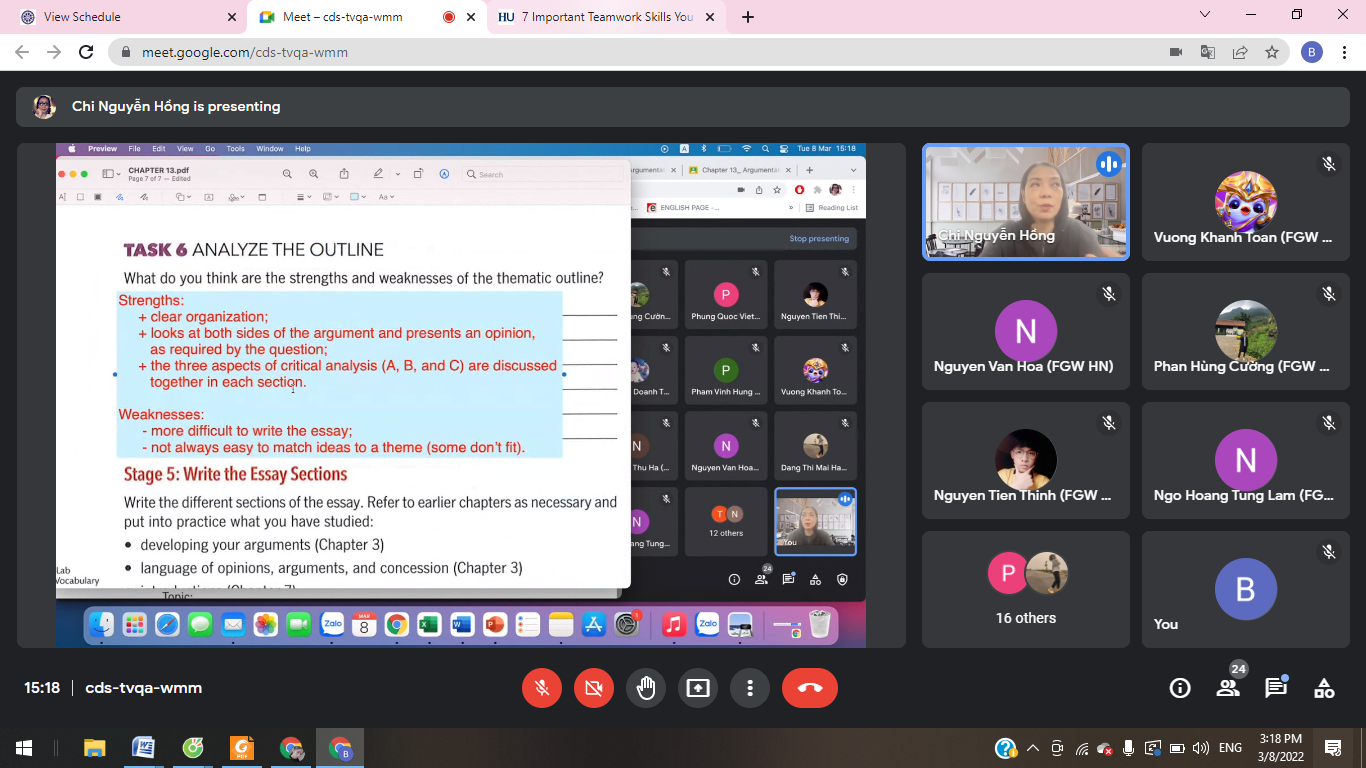 View Schedule
Meet – cds-tvqa-wmm
HU 7 Important Teamwork Skills You
meet.google.com/cds-tvqa-wmm
B
Chi Nguyễn Hồng is presenting
Preview File Edit View Go Tools Window Help
A
Tue 8 Mar 15:18
CHAPTER 13.pdf
Page 7 of 7 — Edited
Search
Chapter 13_ Argumentat
ENGLISH PAGE -...
»
Reading List
Stop presenting
TASK 6 ANALYZE THE OUTLINE
What do you think are the strengths and weaknesses of the thematic outline?
Strengths:
+ clear organization;
+ looks at both sides of the argument and presents an opinion,
as required by the question;
+ the three aspects of critical analysis (A, B, and C) are discussed
together in each section.
Weaknesses:
- more difficult to write the essay;
- not always easy to match ideas to a theme (some don't fit).
Stage 5: Write the Essay Sections
Write the different sections of the essay. Refer to earlier chapters as necessary and
put into practice what you have studied:
• developing your arguments (Chapter 3)
• language of opinions, arguments, and concession (Chapter 3)
Lab
Vocabulary
Topic:
ng Cườn...
P
Phung Quoc Viet...
Nguyen Tien Thi...
Doanh T...
P
Pham Vinh Hung ...
Vuong Khanh To...
N
Thu Ha (...
N
Nguyen Van Hoa...
Dang Thi Mai Ha...
N
ang Tung...
T N
12 others
You
24
Zalo
MAR
8
X
W
P
1
Zalo
Chi Nguyễn Hồng
Vuong Khanh Toan (FGW ...
N
Nguyen Van Hoa (FGW HN)
Phan Hùng Cường (FGW ...
Nguyen Tien Thinh (FGW ...
N
Ngo Hoang Tung Lam (FG...
P
16 others
B
You
15:18 | cds-tvqa-wmm
24
W
PDF
B
ENG
3:18 PM
3/8/2022